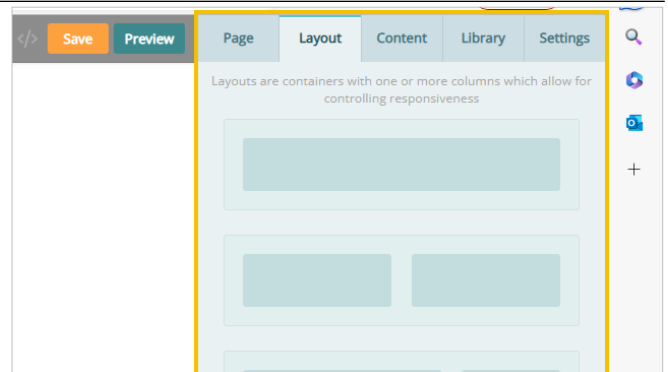 </> Save Preview Page Layout Content Library Settings
Layouts are containers with one or more columns which allow for
controlling responsiveness